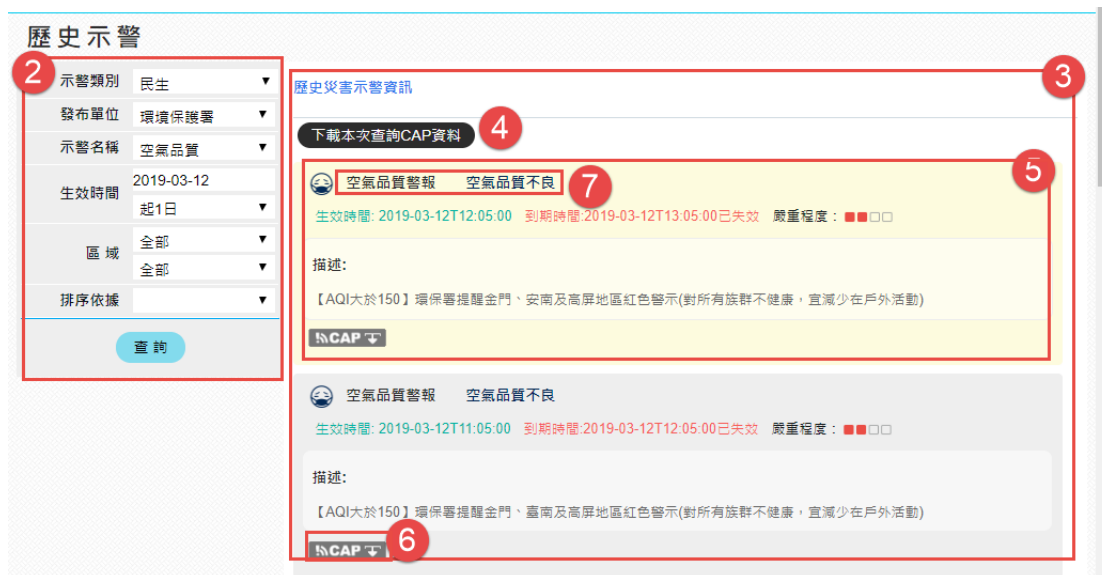 歷史示警
2
示警類別 民生
發布單位 環境保護署
示警名稱 空氣品質
生效時間 2019-03-12
起1日
區域 全部
全部
排序依據
查詢
3
歷史災害示警資訊
下載本次查詢CAP資料 4
5
空氣品質警報 空氣品質不良 7
生效時間: 2019-03-12T12:05:00 到期時間:2019-03-12T13:05:00已失效 嚴重程度：
描述:
【AQI大於150】環保署提醒金門、安南及高屏地區紅色警示(對所有族群不健康，宜減少在戶外活動)
CAP
空氣品質警報 空氣品質不良
生效時間: 2019-03-12T11:05:00 到期時間:2019-03-12T12:05:00已失效 嚴重程度：
描述:
【AQI大於150】環保署提醒金門、臺南及高屏地區紅色警示(對所有族群不健康，宜減少在戶外活動)
CAP 6